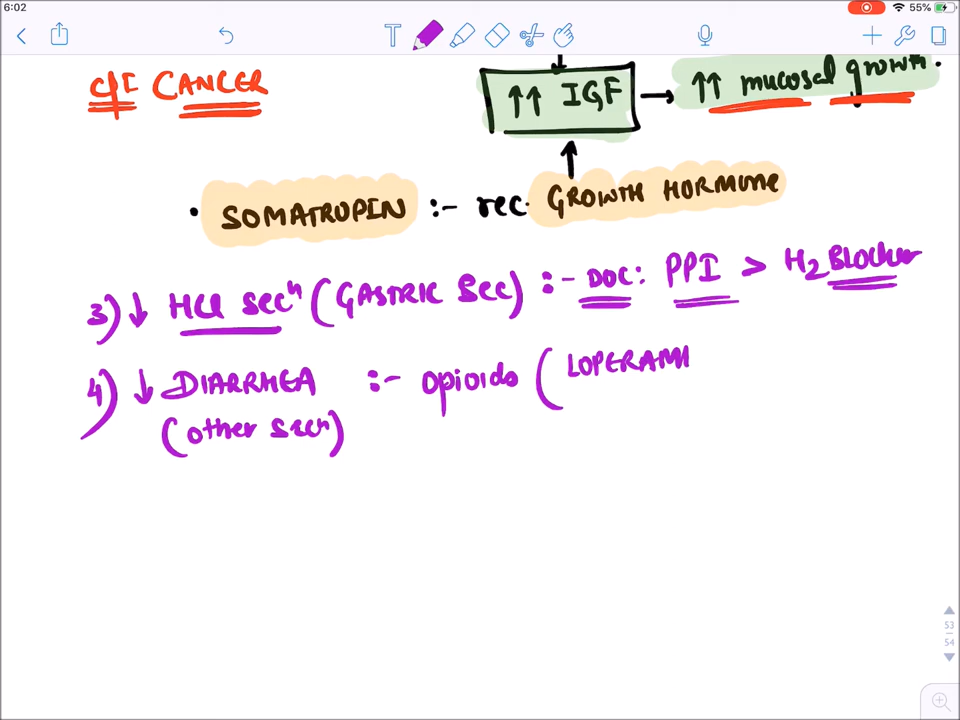 6:02
55%
T
C/I CANCER
↑↑ IGF → ↑↑ mucosal growth.
• SOMATROPIN :- rec. GROWTH HORMONE
3) ↓ HCl Secⁿ (GASTRIC SEC) :- DOC: PPI > H₂ Blocker
4) ↓ DIARRHEA :- Opioids (LOPERAMI
(other Secⁿ)
53
54